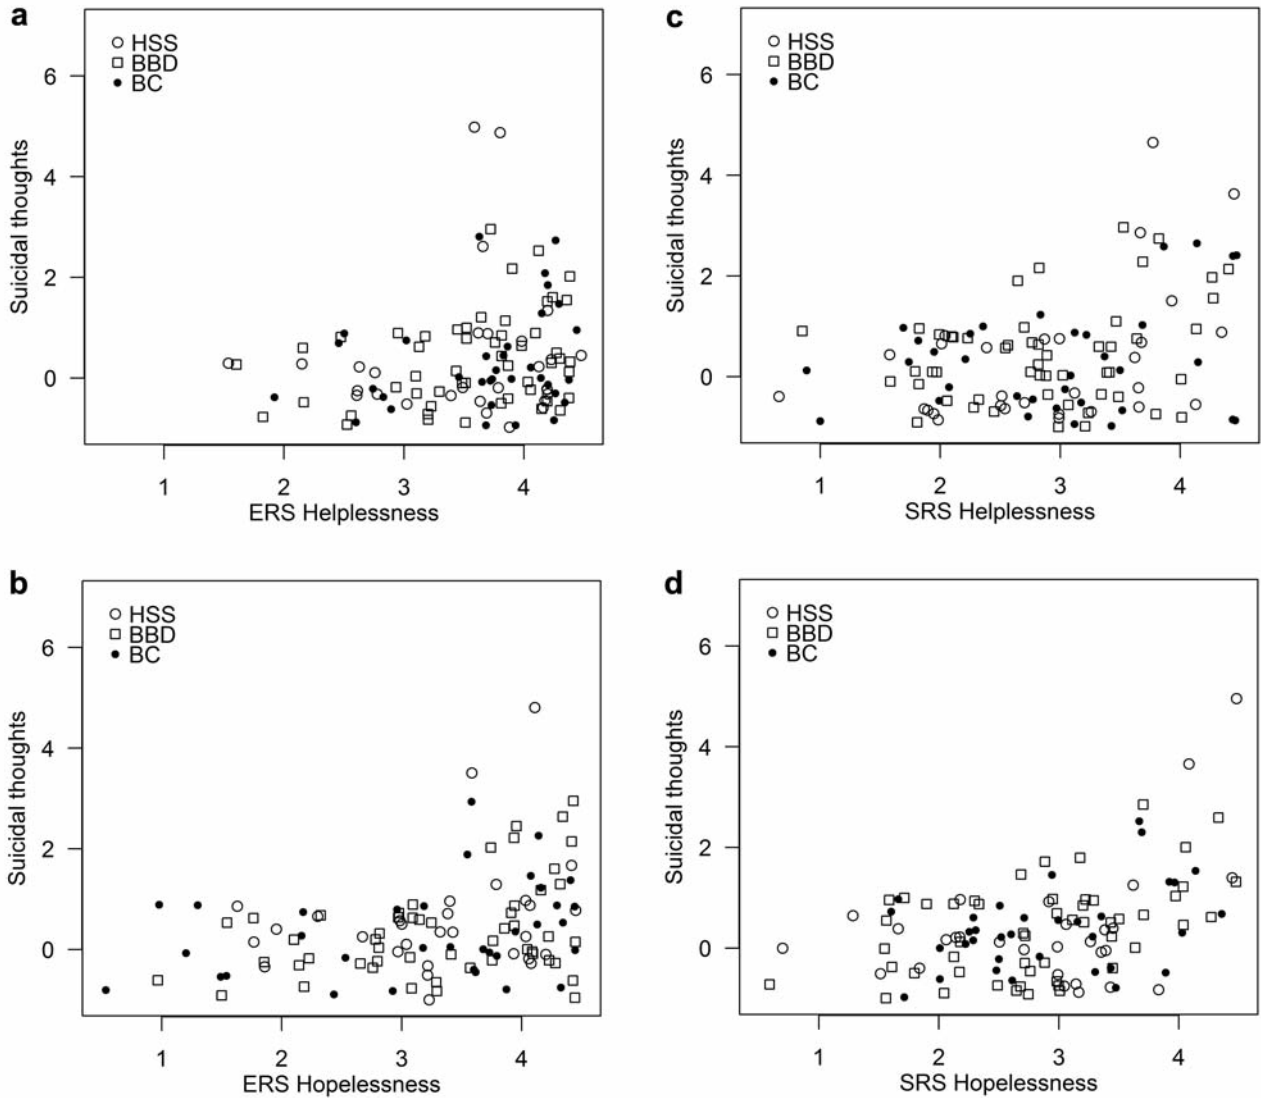 a
HSS
BBD
BC
Suicidal thoughts
6
4
2
0
1 2 3 4
ERS Helplessness
c
HSS
BBD
BC
Suicidal thoughts
6
4
2
0
1 2 3 4
SRS Helplessness
b
HSS
BBD
BC
Suicidal thoughts
6
4
2
0
1 2 3 4
ERS Hopelessness
d
HSS
BBD
BC
Suicidal thoughts
6
4
2
0
1 2 3 4
SRS Hopelessness